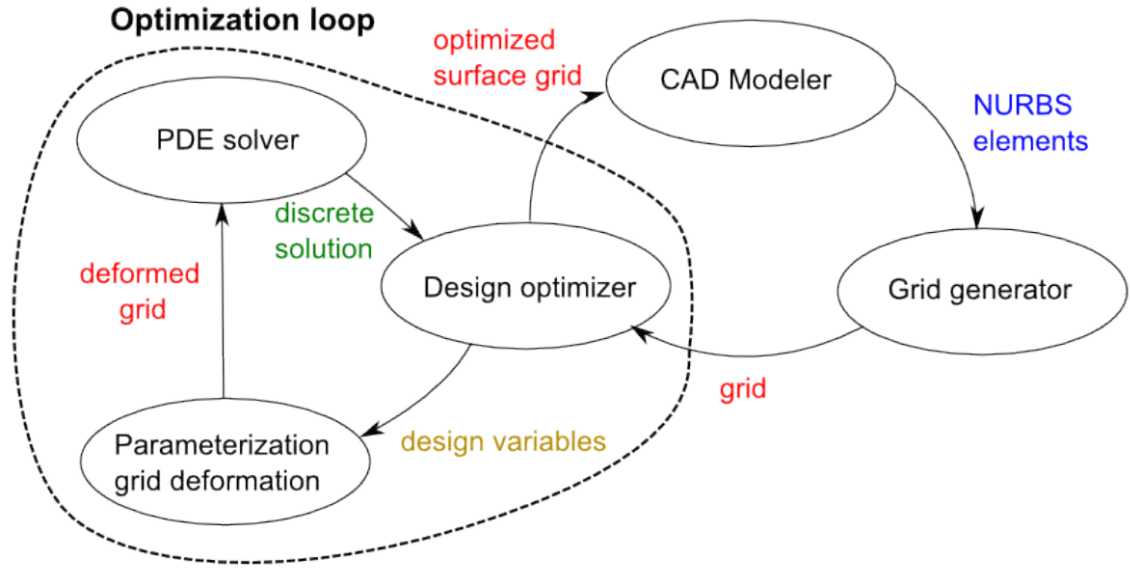 Optimization loop
optimized
surface grid
CAD Modeler
NURBS
elements
PDE solver
discrete
solution
deformed
grid
Design optimizer
Grid generator
grid
design variables
Parameterization
grid deformation